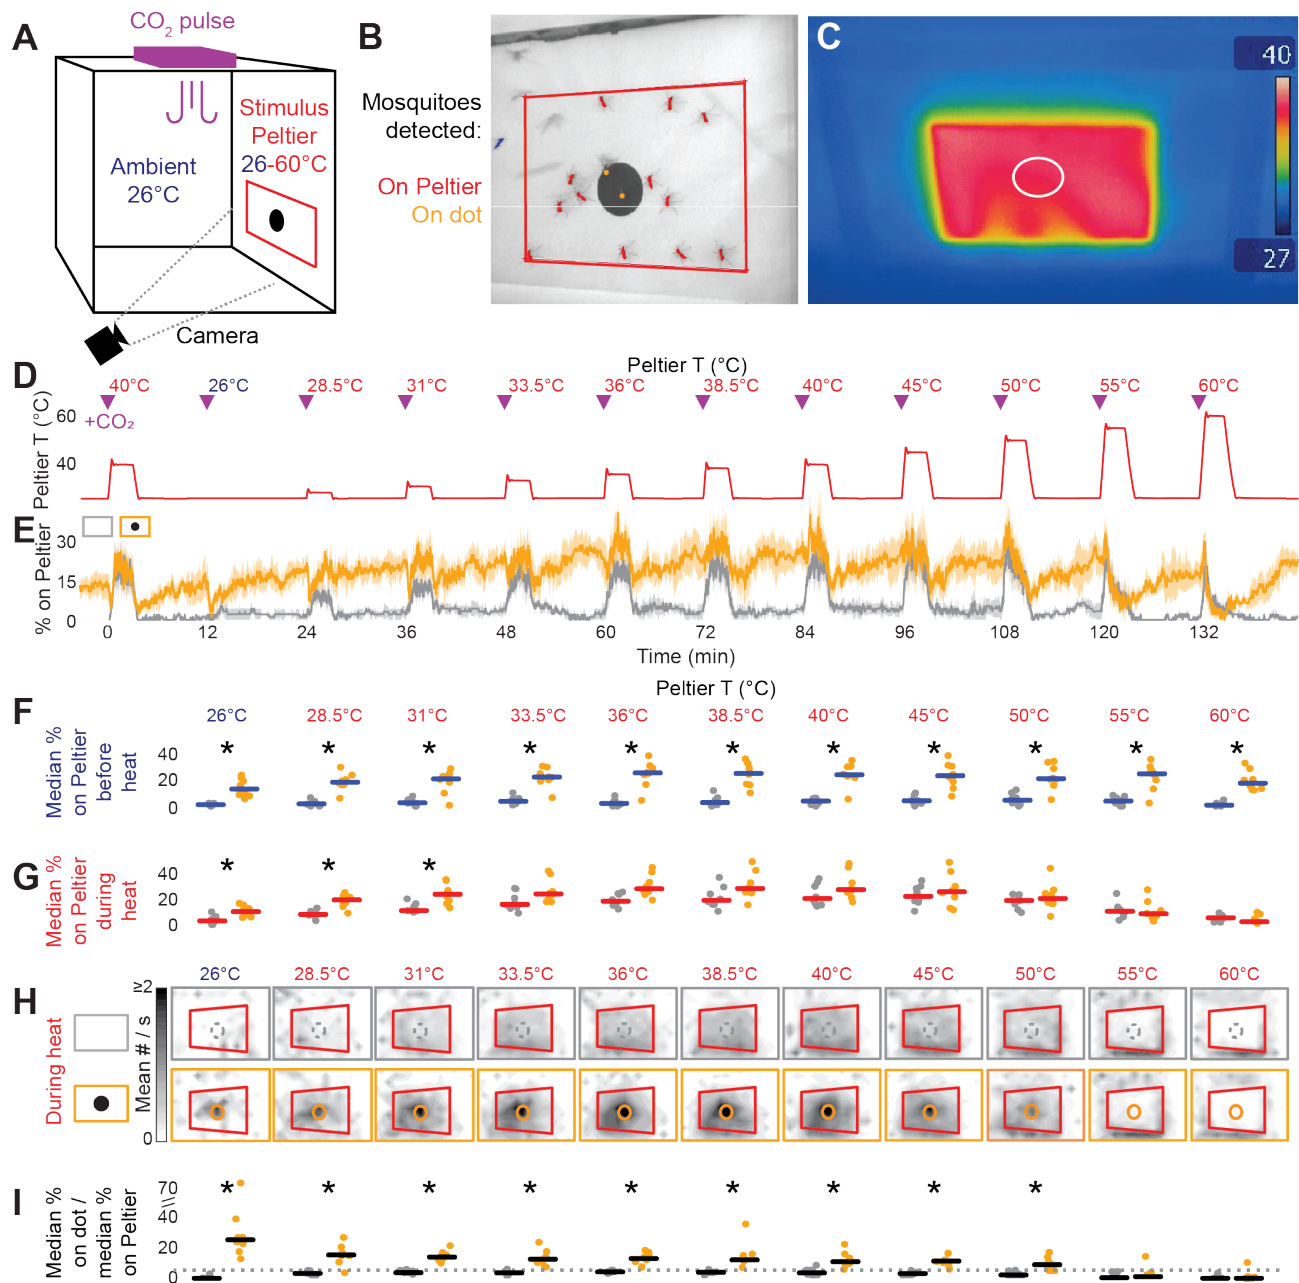 A
CO2 pulse
Stimulus
Peltier
26-60°C
Ambient
26°C
Camera
B
Mosquitoes
detected:
On Peltier
On dot
C
40
27
D
Peltier T (°C)
40°C 26°C 28.5°C 31°C 33.5°C 36°C 38.5°C 40°C 45°C 50°C 55°C 60°C
+CO₂
Peltier T (°C)
60
40
E
% on Peltier
30
15
0
0 12 24 36 48 60 72 84 96 108 120 132
Time (min)
Peltier T (°C)
F
26°C 28.5°C 31°C 33.5°C 36°C 38.5°C 40°C 45°C 50°C 55°C 60°C
Median %
on Peltier
before
heat
40
20
0
* * * * * * * * * * *
G
Median %
on Peltier
during
heat
40
20
0
* * *
H
26°C 28.5°C 31°C 33.5°C 36°C 38.5°C 40°C 45°C 50°C 55°C 60°C
During heat
≥2
Mean # / s
0
I
Median %
on dot /
median %
on Peltier
70
40
20
0
* * * * * * * * *